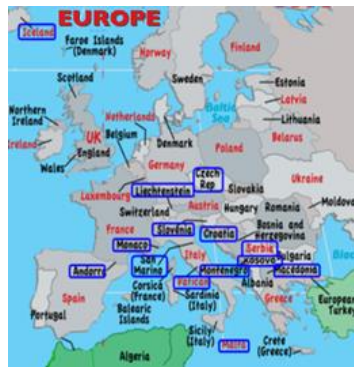 EUROPE
Iceland
Faroe Islands
(Denmark)
Norway
Finland
Scotland
Sweden
Estonia
Baltic
Sea
Latvia
Northern
Ireland
Netherlands
Lithuania
Ireland
UK
Belgium
Denmark
Belarus
Wales
England
Poland
Germany
Czech
Rep
Ukraine
Luxembourg
Liechtenstein
Slovakia
Switzerland
Austria
Hungary
Romania
Moldova
France
Slovenia
Croatia
Bosnia and
Herzegovina
Monaco
Italy
Serbia
San
Marino
Kosovo
Bulgaria
Andorra
Montenegro
Macedonia
Corsica
(France)
Vatican
Albania
Spain
Sardinia
(Italy)
Greece
European
Turkey
Balearic
Islands
Portugal
Sicily
(Italy)
Crete
(Greece)
Malta
Algeria